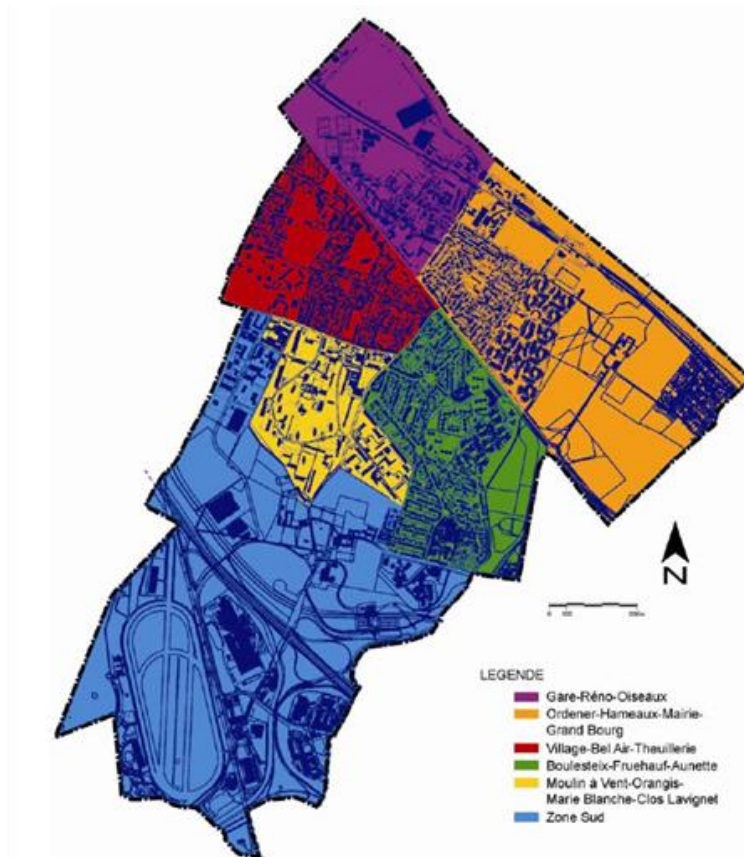 Z
LEGENDE
Gare-Réno-Oiseaux
Ordener-Hameaux-Mairie-
Grand Bourg
Village-Bel Air-Theuillerie
Boulesteix-Fruehauf-Aunette
Moulin à Vent-Orangis-
Marie Blanche-Clos Lavignet
Zone Sud